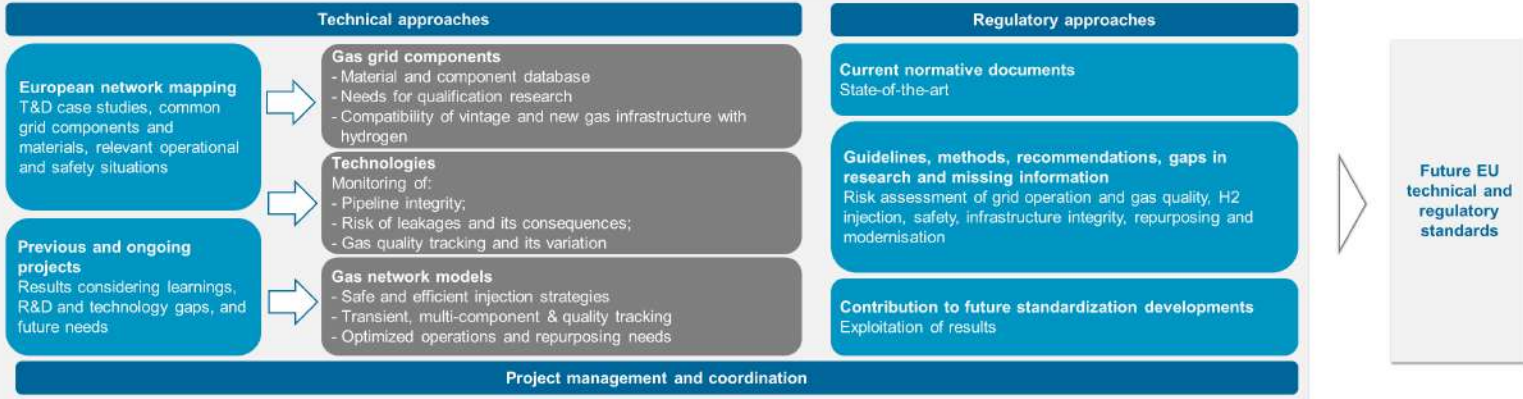 Technical approaches
European network mapping
T&D case studies, common
grid components and
materials, relevant operational
and safety situations
Previous and ongoing
projects
Results considering learnings,
R&D and technology gaps, and
future needs
Gas grid components
- Material and component database
- Needs for qualification research
- Compatibility of vintage and new gas infrastructure with
hydrogen
Technologies
Monitoring of:
- Pipeline integrity;
- Risk of leakages and its consequences;
- Gas quality tracking and its variation
Gas network models
- Safe and efficient injection strategies
- Transient, multi-component & quality tracking
- Optimized operations and repurposing needs
Regulatory approaches
Current normative documents
State-of-the-art
Guidelines, methods, recommendations, gaps in
research and missing information
Risk assessment of grid operation and gas quality, H2
injection, safety, infrastructure integrity, repurposing and
modernisation
Contribution to future standardization developments
Exploitation of results
Project management and coordination
Future EU
technical and
regulatory
standards